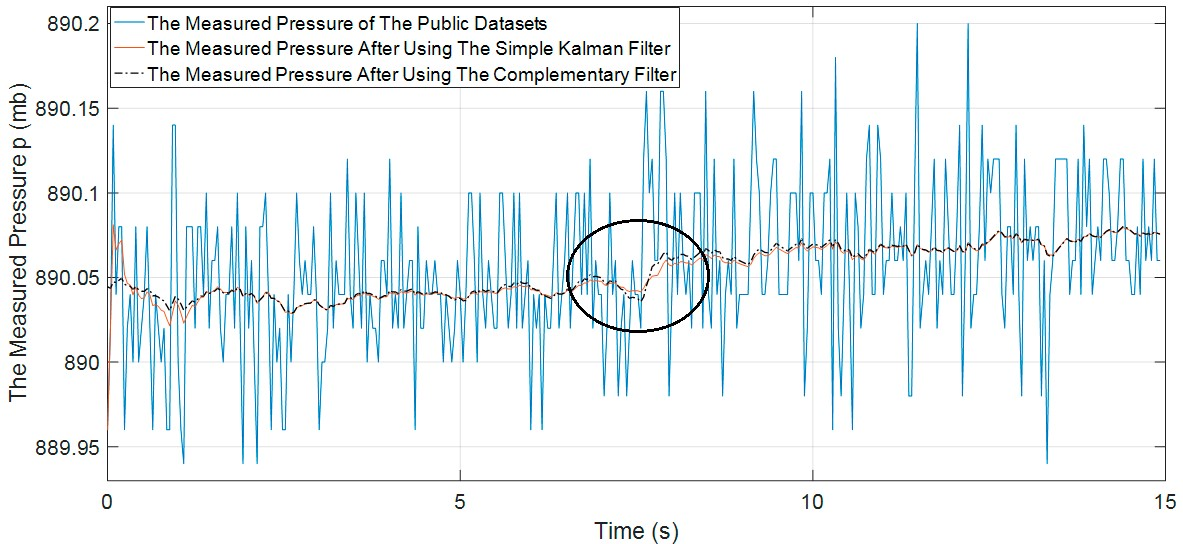 The Measured Pressure of The Public Datasets
The Measured Pressure After Using The Simple Kalman Filter
The Measured Pressure After Using The Complementary Filter
The Measured Pressure p (mb)
890.2
890.15
890.1
890.05
890
889.95
0
5
10
15
Time (s)